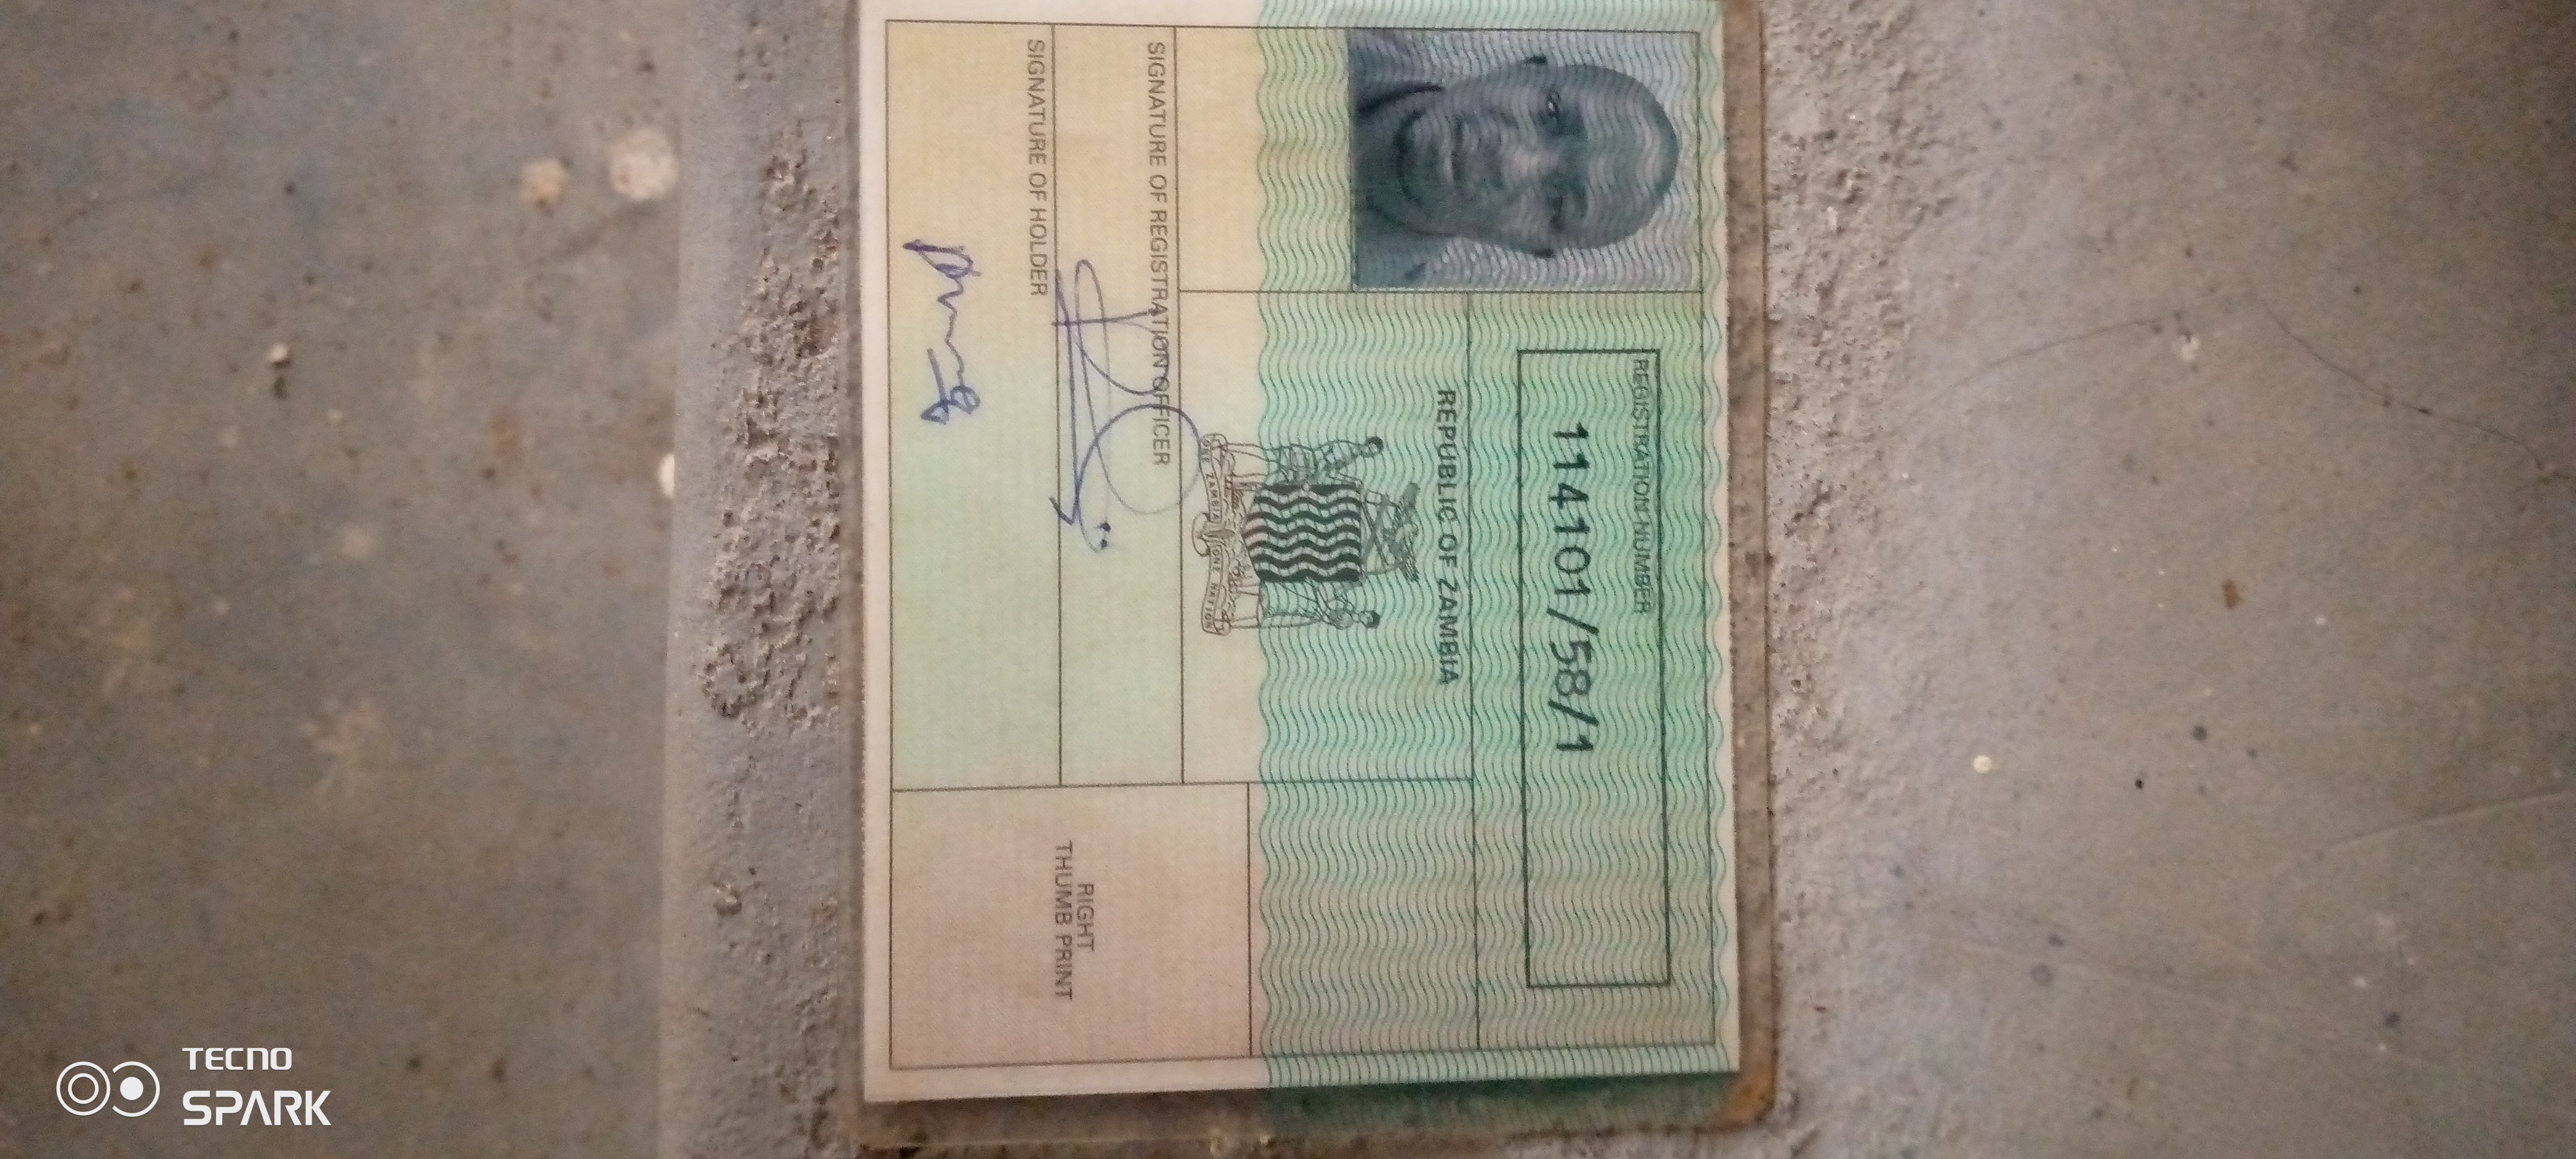 REGISTRATION NUMBER
114101/58/1
REPUBLIC OF ZAMBIA
ONE ZAMBIA ONE NATION
SIGNATURE OF REGISTRATION OFFICER
SIGNATURE OF HOLDER
RIGHT
THUMB PRINT
TECNO
SPARK